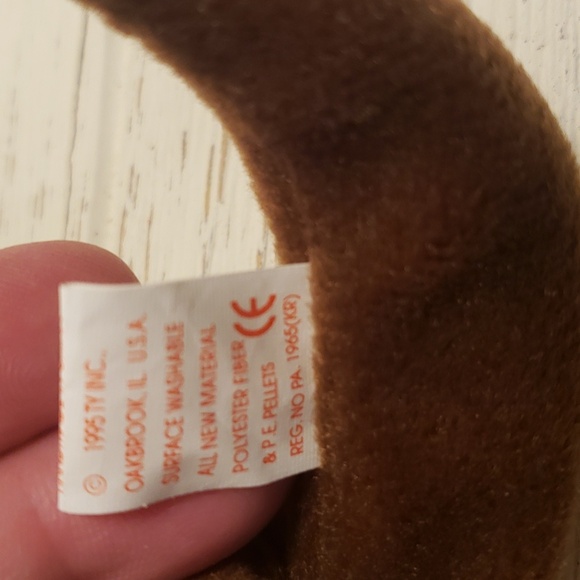 © 1995 TY INC.,
OAKBROOK, IL U.S.A.
SURFACE WASHABLE
ALL NEW MATERIAL
POLYESTER FIBER
& P.E. PELLETS CE
REG. NO PA. 1965(KR)